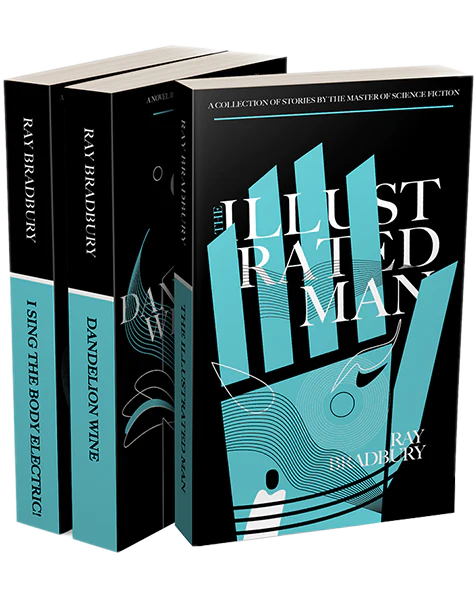 RAY BRADBURY
I SING THE BODY ELECTRIC!
RAY BRADBURY
DANDELION WINE
A NOVEL
DAN
RAY BRADBURY
THE ILLUSTRATED MAN
A COLLECTION OF STORIES BY THE MASTER OF SCIENCE FICTION
THE
ILLUST
RATED
MAN
RAY
BRADBURY